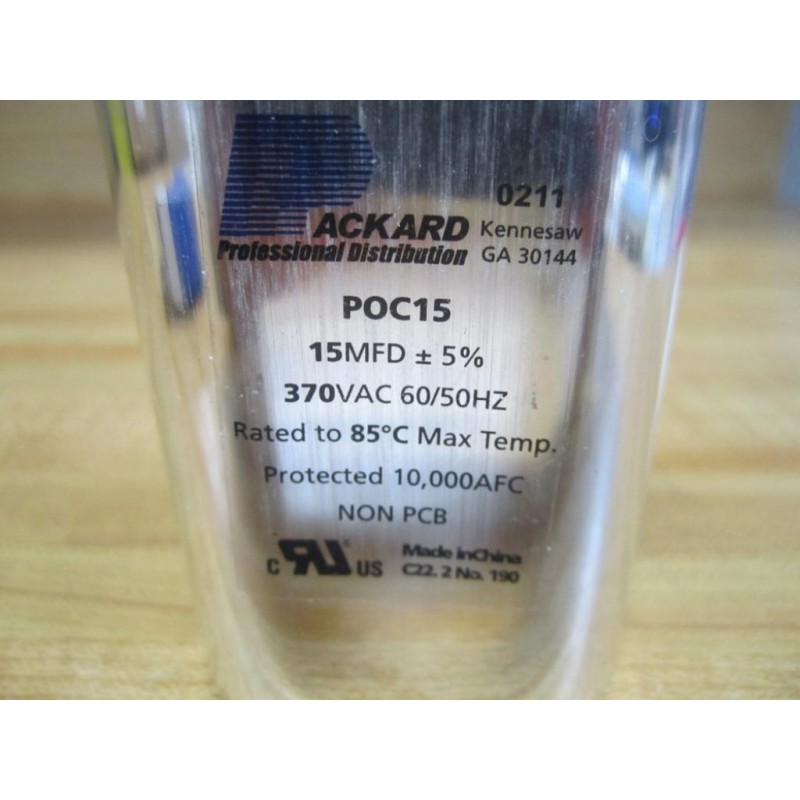 PACKARD
Professional Distribution
0211
Kennesaw
GA 30144
POC15
15MFD ± 5%
370VAC 60/50HZ
Rated to 85°C Max Temp.
Protected 10,000AFC
NON PCB
C RU® US
Made inChina
C22. 2 No. 190